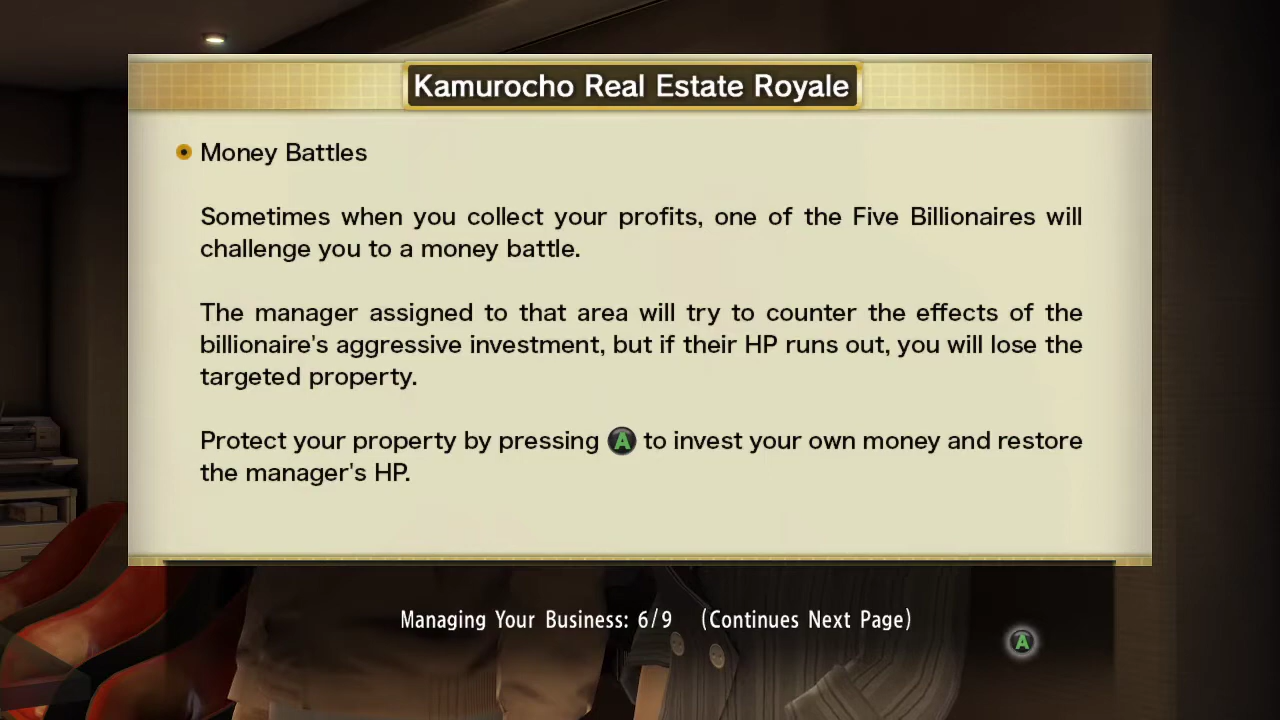 Kamurocho Real Estate Royale
Money Battles
Sometimes when you collect your profits, one of the Five Billionaires will
challenge you to a money battle.
The manager assigned to that area will try to counter the effects of the
billionaire's aggressive investment, but if their HP runs out, you will lose the
targeted property.
Protect your property by pressing A to invest your own money and restore
the manager's HP.
Managing Your Business: 6/9 (Continues Next Page)
A